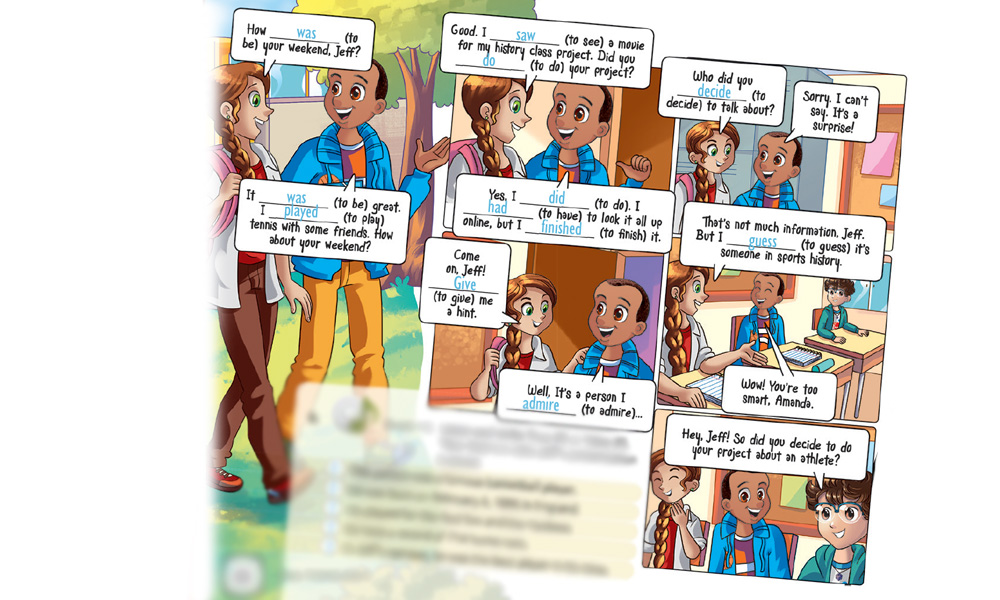 How was (to
be) your weekend, Jeff?
It was (to be) great.
I played (to play)
tennis with some friends. How
about your weekend?
Good. I saw (to see) a movie
for my history class project. Did you
do (to do) your project?
Yes, I did (to do). I
had (to have) to look it all up
online, but I finished (to finish) it.
Who did you
decide (to
decide) to talk about?
Sorry. I can't
say. It's a
surprise!
Come
on, Jeff!
Give
(to give) me
a hint.
Well, It's a person I
admire (to admire)...
That's not much information, Jeff.
But I guess (to guess) it's
someone in sports history.
Wow! You're too
smart, Amanda.
Hey, Jeff! So did you decide to do
your project about an athlete?